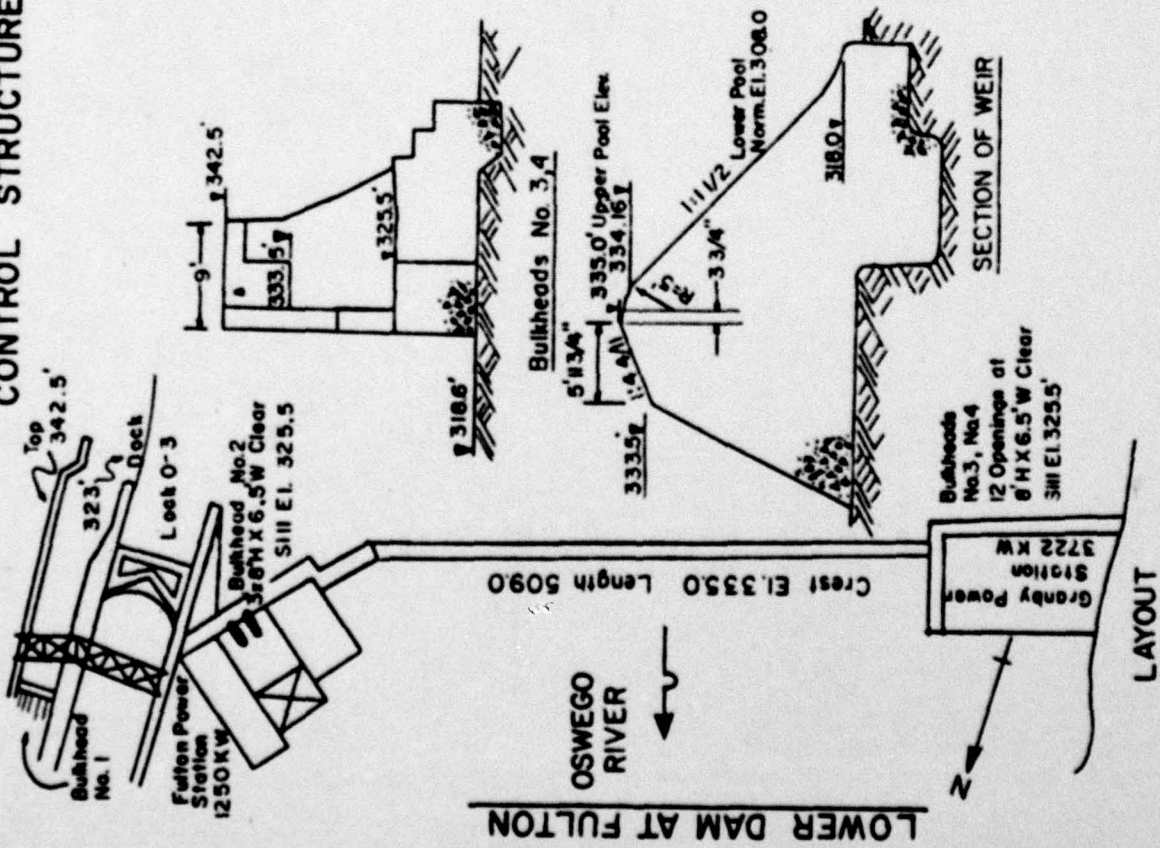 CONTROL STRUCTURE
Top
342.5'
323'
Dock
Lock O-3
Bulkhead
No. 1
Fulton Power
Station
1250 KW.
Bulkhead No.2
3±8'H X 6.5'W Clear
Sill El. 325.5
9'
342.5'
333.5'
325.5'
318.6'
Bulkheads No. 3,4
335.0' Upper Pool Elev.
334.16
5' 11 3/4"
1:4.4
R=5'
3 3/4"
1:1 1/2
Lower Pool
Norm. El. 308.0
333.5'
318.0
SECTION OF WEIR
OSWEGO
RIVER
Crest El. 335.0 Length 509.0
Granby Power
Station
3722 KW
Bulkheads
No.3, No.4
12 Openings at
8' H X 6.5' W Clear
Sill El. 325.5'
N
LAYOUT
LOWER DAM AT FULTON